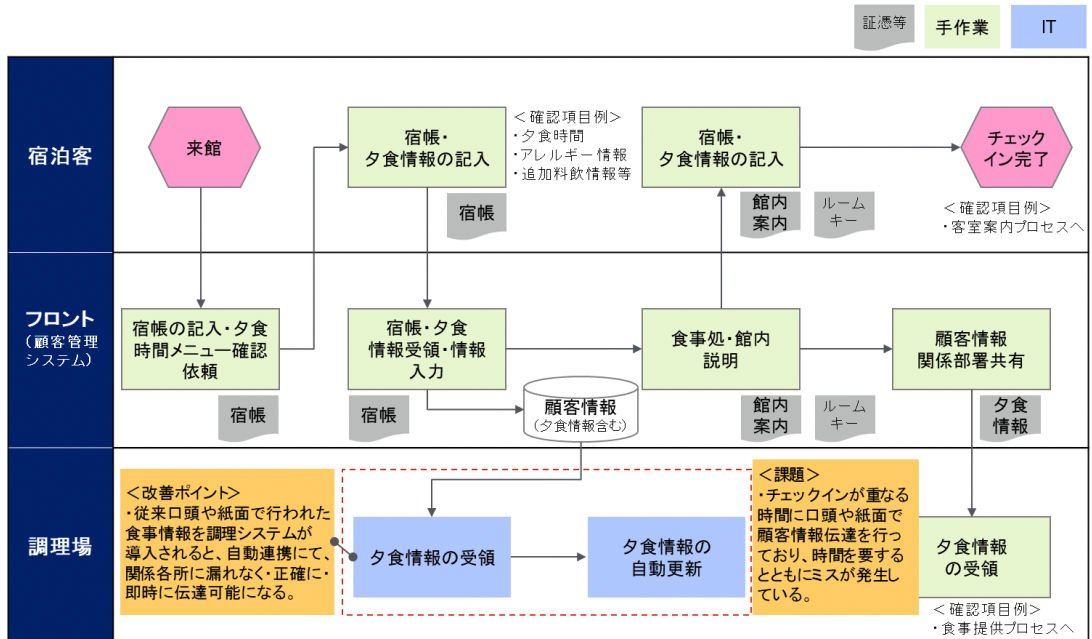 証憑等
手作業
IT
宿泊客
来館
宿帳・
夕食情報の記入
＜確認項目例＞
・夕食時間
・アレルギー情報
・追加料飲情報等
宿帳
宿帳・
夕食情報の記入
館内
案内
ルーム
キー
チェック
イン完了
＜確認項目例＞
・客室案内プロセスへ
フロント
（顧客管理
システム）
宿帳の記入・夕食
時間メニュー確認
依頼
宿帳
宿帳・夕食
情報受領・情報
入力
宿帳
顧客情報
（夕食情報含む）
食事処・館内
説明
館内
案内
ルーム
キー
顧客情報
関係部署共有
夕食
情報
調理場
＜改善ポイント＞
・従来口頭や紙面で行われた
食事情報を調理システムが
導入されると、自動連携にて、
関係各所に漏れなく・正確に・
即時に伝達可能になる。
夕食情報の受領
夕食情報の
自動更新
＜課題＞
・チェックインが重なる
時間に口頭や紙面で
顧客情報伝達を行っ
ており、時間を要する
とともにミスが発生し
ている。
夕食情報
の受領
＜確認項目例＞
・食事提供プロセスへ